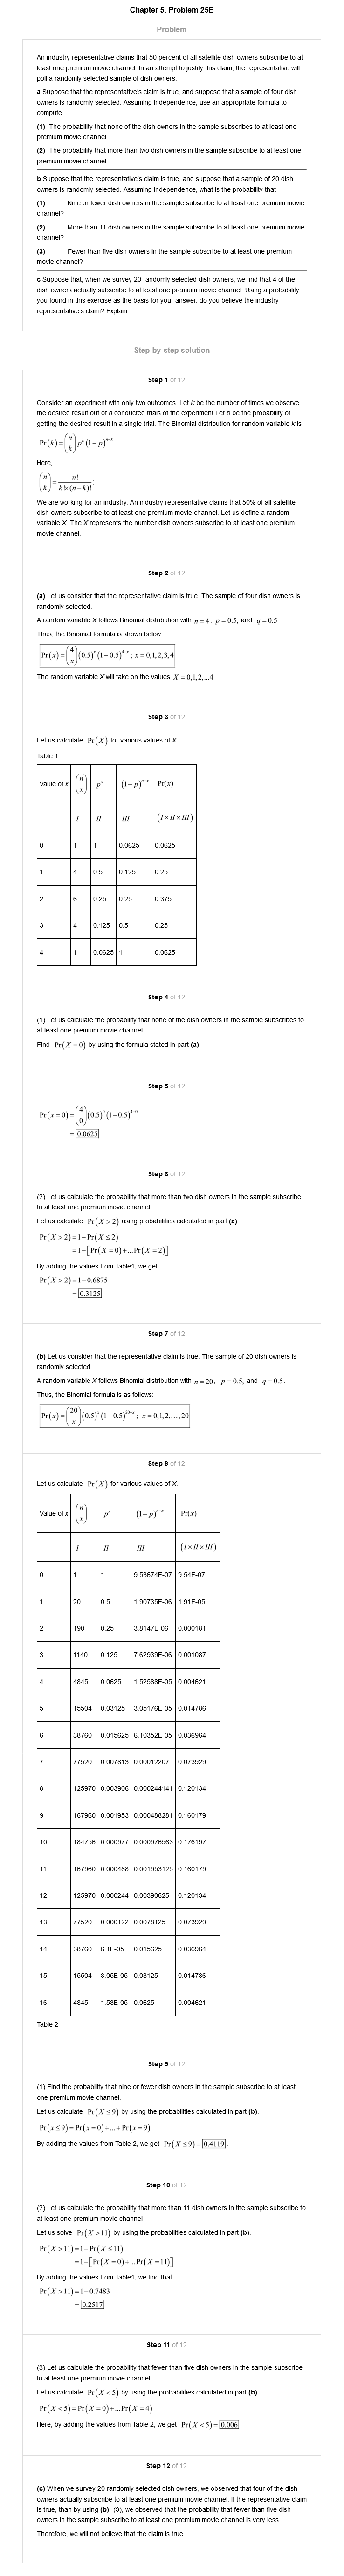 Chapter 5, Problem 25E
Problem
An industry representative claims that 50 percent of all satellite dish owners subscribe to at
least one premium movie channel. In an attempt to justify this claim, the representative will
poll a randomly selected sample of dish owners.
a Suppose that the representative's claim is true, and suppose that a sample of four dish
owners is randomly selected. Assuming independence, use an appropriate formula to
compute
(1) The probability that none of the dish owners in the sample subscribes to at least one
premium movie channel.
(2) The probability that more than two dish owners in the sample subscribe to at least one
premium movie channel.
b Suppose that the representative's claim is true, and suppose that a sample of 20 dish
owners is randomly selected. Assuming independence, what is the probability that
(1) Nine or fewer dish owners in the sample subscribe to at least one premium movie
channel?
(2) More than 11 dish owners in the sample subscribe to at least one premium movie
channel?
(3) Fewer than five dish owners in the sample subscribe to at least one premium
movie channel?
c Suppose that, when we survey 20 randomly selected dish owners, we find that 4 of the
dish owners actually subscribe to at least one premium movie channel. Using a probability
you found in this exercise as the basis for your answer, do you believe the industry
representative's claim? Explain.
Step-by-step solution
Step 1 of 12
Consider an experiment with only two outcomes. Let k be the number of times we observe
the desired result out of n conducted trials of the experiment.Let p be the probability of
getting the desired result in a single trial. The Binomial distribution for random variable k is
Pr(k)=(n k)p^k(1−p)^{n−k}
Here,
(n k)=n!/(k!×(n−k)!);
We are working for an industry. An industry representative claims that 50% of all satellite
dish owners subscribe to at least one premium movie channel. Let us define a random
variable X. The X represents the number dish owners subscribe to at least one premium
movie channel.
Step 2 of 12
(a) Let us consider that the representative claim is true. The sample of four dish owners is
randomly selected.
A random variable X follows Binomial distribution with n=4, p=0.5, and q=0.5.
Thus, the Binomial formula is shown below:
Pr(x)=(4 x)(0.5)^x(1−0.5)^{4−x}; x=0,1,2,3,4
The random variable X will take on the values X=0,1,2,...4.
Step 3 of 12
Let us calculate Pr(X) for various values of X.
Table 1
Value of x (n x) p^x (1−p)^{n−x} Pr(x)
I II III (I×II×III)
0 1 1 0.0625 0.0625
1 4 0.5 0.125 0.25
2 6 0.25 0.25 0.375
3 4 0.125 0.5 0.25
4 1 0.0625 1 0.0625
Step 4 of 12
(1) Let us calculate the probability that none of the dish owners in the sample subscribes to
at least one premium movie channel.
Find Pr(X=0) by using the formula stated in part (a).
Step 5 of 12
Pr(x=0)=(4 0)(0.5)^0(1−0.5)^{4−0}
=0.0625
Step 6 of 12
(2) Let us calculate the probability that more than two dish owners in the sample subscribe
to at least one premium movie channel.
Let us calculate Pr(X>2) using probabilities calculated in part (a).
Pr(X>2)=1−Pr(X≤2)
=1−[Pr(X=0)+...Pr(X=2)]
By adding the values from Table1, we get
Pr(X>2)=1−0.6875
=0.3125
Step 7 of 12
(b) Let us consider that the representative claim is true. The sample of 20 dish owners is
randomly selected.
A random variable X follows Binomial distribution with n=20, p=0.5, and q=0.5.
Thus, the Binomial formula is as follows:
Pr(x)=(20 x)(0.5)^x(1−0.5)^{20−x}; x=0,1,2,...,20
Step 8 of 12
Let us calculate Pr(X) for various values of X.
Value of x (n x) p^x (1−p)^{n−x} Pr(x)
I II III (I×II×III)
0 1 1 9.53674E-07 9.54E-07
1 20 0.5 1.90735E-06 1.91E-05
2 190 0.25 3.8147E-06 0.000181
3 1140 0.125 7.62939E-06 0.001087
4 4845 0.0625 1.52588E-05 0.004621
5 15504 0.03125 3.05176E-05 0.014786
6 38760 0.015625 6.10352E-05 0.036964
7 77520 0.007813 0.00012207 0.073929
8 125970 0.003906 0.000244141 0.120134
9 167960 0.001953 0.000488281 0.160179
10 184756 0.000977 0.000976563 0.176197
11 167960 0.000488 0.001953125 0.160179
12 125970 0.000244 0.00390625 0.120134
13 77520 0.000122 0.0078125 0.073929
14 38760 6.1E-05 0.015625 0.036964
15 15504 3.05E-05 0.03125 0.014786
16 4845 1.53E-05 0.0625 0.004621
Table 2
Step 9 of 12
(1) Find the probability that nine or fewer dish owners in the sample subscribe to at least
one premium movie channel.
Let us calculate Pr(X≤9) by using the probabilities calculated in part (b).
Pr(x≤9)=Pr(x=0)+...+Pr(x=9)
By adding the values from Table 2, we get Pr(X≤9)=0.4119.
Step 10 of 12
(2) Let us calculate the probability that more than 11 dish owners in the sample subscribe to
at least one premium movie channel
Let us solve Pr(X>11) by using the probabilities calculated in part (b).
Pr(X>11)=1−Pr(X≤11)
=1−[Pr(X=0)+...Pr(X=11)]
By adding the values from Table1, we find that
Pr(X>11)=1−0.7483
=0.2517
Step 11 of 12
(3) Let us calculate the probability that fewer than five dish owners in the sample subscribe
to at least one premium movie channel.
Let us calculate Pr(X<5) by using the probabilities calculated in part (b).
Pr(X<5)=Pr(X=0)+...Pr(X=4)
Here, by adding the values from Table 2, we get Pr(X<5)=0.006.
Step 12 of 12
(c) When we survey 20 randomly selected dish owners, we observed that four of the dish
owners actually subscribe to at least one premium movie channel. If the representative claim
is true, than by using (b)- (3), we observed that the probability that fewer than five dish
owners in the sample subscribe to at least one premium movie channel is very less.
Therefore, we will not believe that the claim is true.